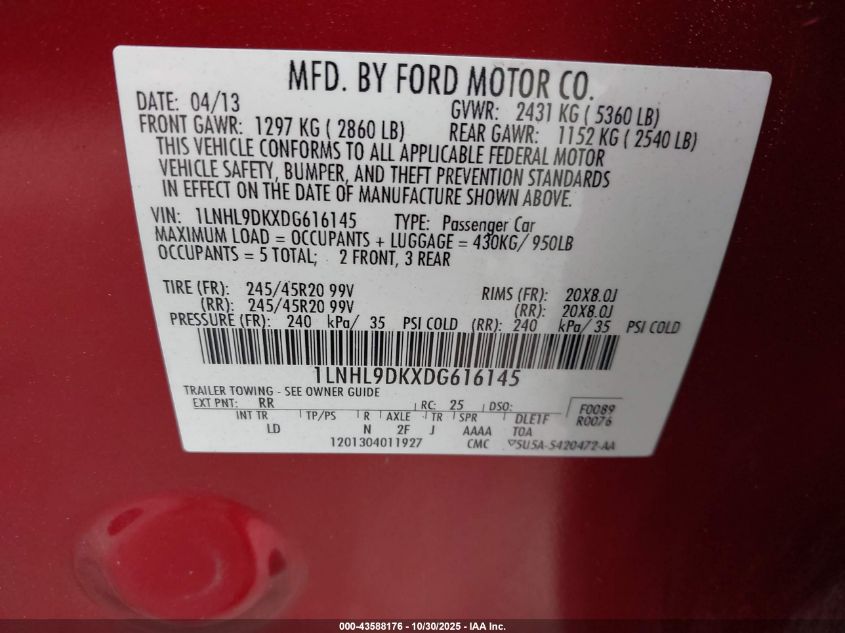 MFD. BY FORD MOTOR CO.
DATE: 04/13 GVWR: 2431 KG ( 5360 LB)
FRONT GAWR: 1297 KG ( 2860 LB) REAR GAWR: 1152 KG ( 2540 LB)
THIS VEHICLE CONFORMS TO ALL APPLICABLE FEDERAL MOTOR
VEHICLE SAFETY, BUMPER, AND THEFT PREVENTION STANDARDS
IN EFFECT ON THE DATE OF MANUFACTURE SHOWN ABOVE.
VIN: 1LNHL9DKXDG616145 TYPE: Passenger Car
MAXIMUM LOAD = OCCUPANTS + LUGGAGE = 430KG/ 950LB
OCCUPANTS = 5 TOTAL; 2 FRONT, 3 REAR
TIRE (FR): 245/45R20 99V RIMS (FR): 20X8.0J
(RR): 245/45R20 99V (RR): 20X8.0J
PRESSURE (FR): 240 kPa/ 35 PSI COLD (RR): 240 kPa/ 35 PSI COLD
1LNHL9DKXDG616145
TRAILER TOWING - SEE OWNER GUIDE
EXT PNT: RR RC: 25 DSO: F0089
INT TR TP/PS R AXLE TR SPR DLE1F R0076
LD N 2F J AAAA TOA
1201304011927 CMC 5U5A-5420472-AA
000-43588176 - 10/30/2025 - IAA Inc.